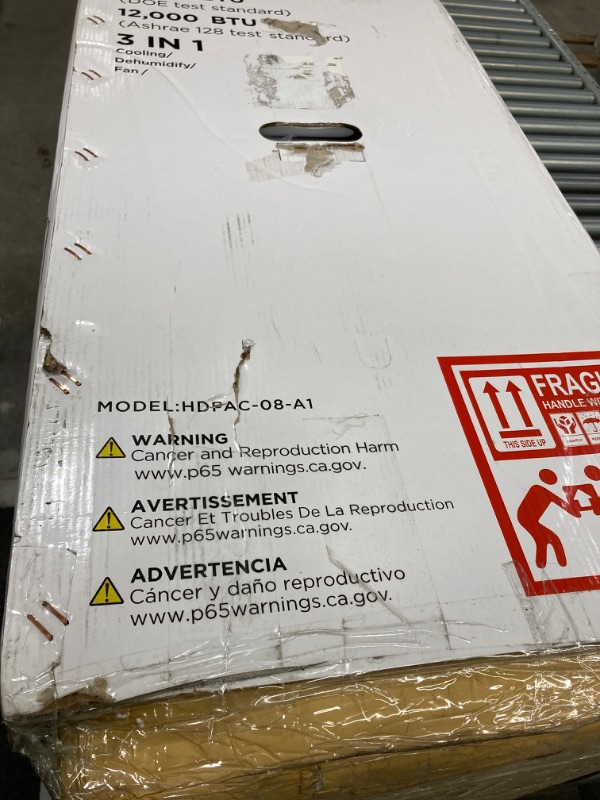 BTU
(DOE test standard)
12,000 BTU
(Ashrae 128 test standard)
3 IN 1
Cooling/
Dehumidify/
Fan/
MODEL:HDPAC-08-A1
WARNING
Cancer and Reproduction Harm
www.p65 warnings.ca.gov.
AVERTISSEMENT
Cancer Et Troubles De La Reproduction
www.p65warnings.ca.gov.
ADVERTENCIA
Cáncer y daño reproductivo
www.p65warnings.ca.gov.
FRAGI
HANDLE WI
THIS SIDE UP